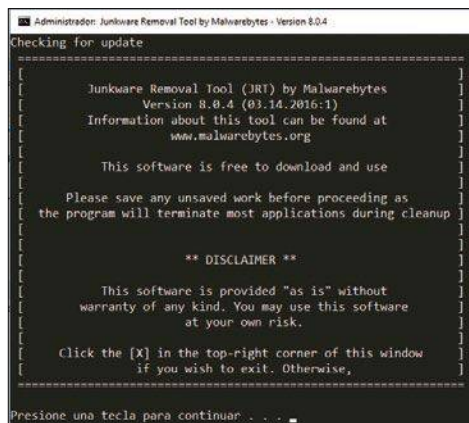 Administrador: Junkware Removal Tool by Malwarebytes - Version 8.0.4
Checking for update
================================================================
[ ]
[ Junkware Removal Tool (JRT) by Malwarebytes ]
[ Version 8.0.4 (03.14.2016:1) ]
[ Information about this tool can be found at ]
[ www.malwarebytes.org ]
[ ]
[ This software is free to download and use ]
[ ]
[ Please save any unsaved work before proceeding as ]
[ the program will terminate most applications during cleanup ]
[ ]
[ ]
[ ** DISCLAIMER ** ]
[ ]
[ This software is provided "as is" without ]
[ warranty of any kind. You may use this software ]
[ at your own risk. ]
[ ]
[ Click the [X] in the top-right corner of this window ]
[ if you wish to exit. Otherwise, ]
================================================================
Presione una tecla para continuar . . .